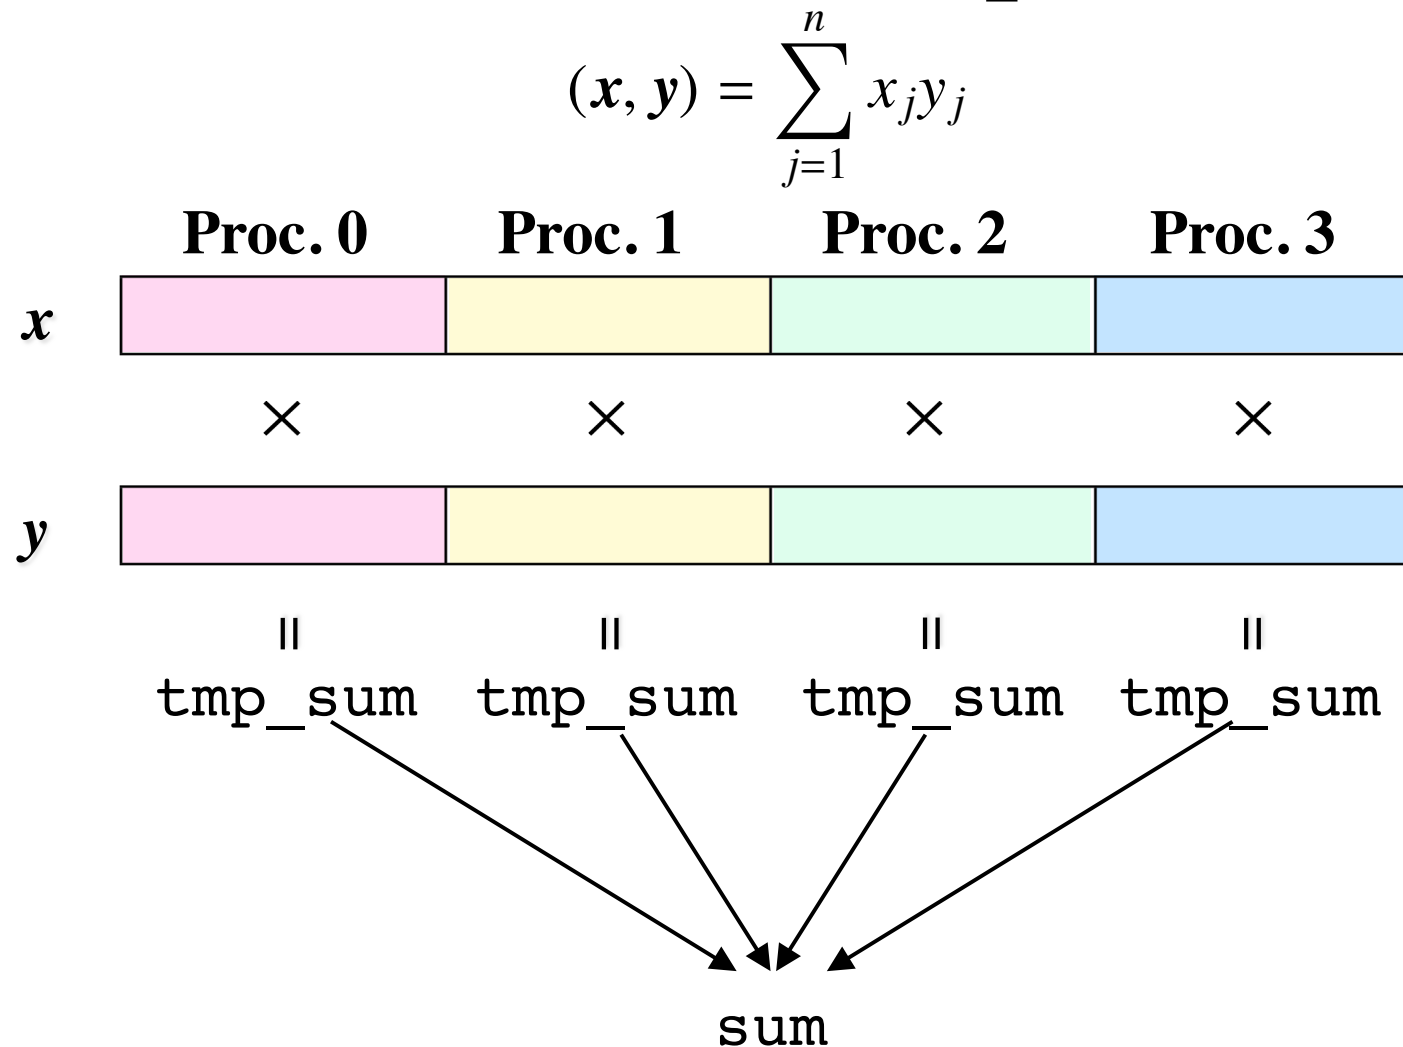 n
(x, y) = ∑ x_j y_j
j=1
Proc. 0 Proc. 1 Proc. 2 Proc. 3
x
× × × ×
y
= = = =
tmp_sum tmp_sum tmp_sum tmp_sum
sum